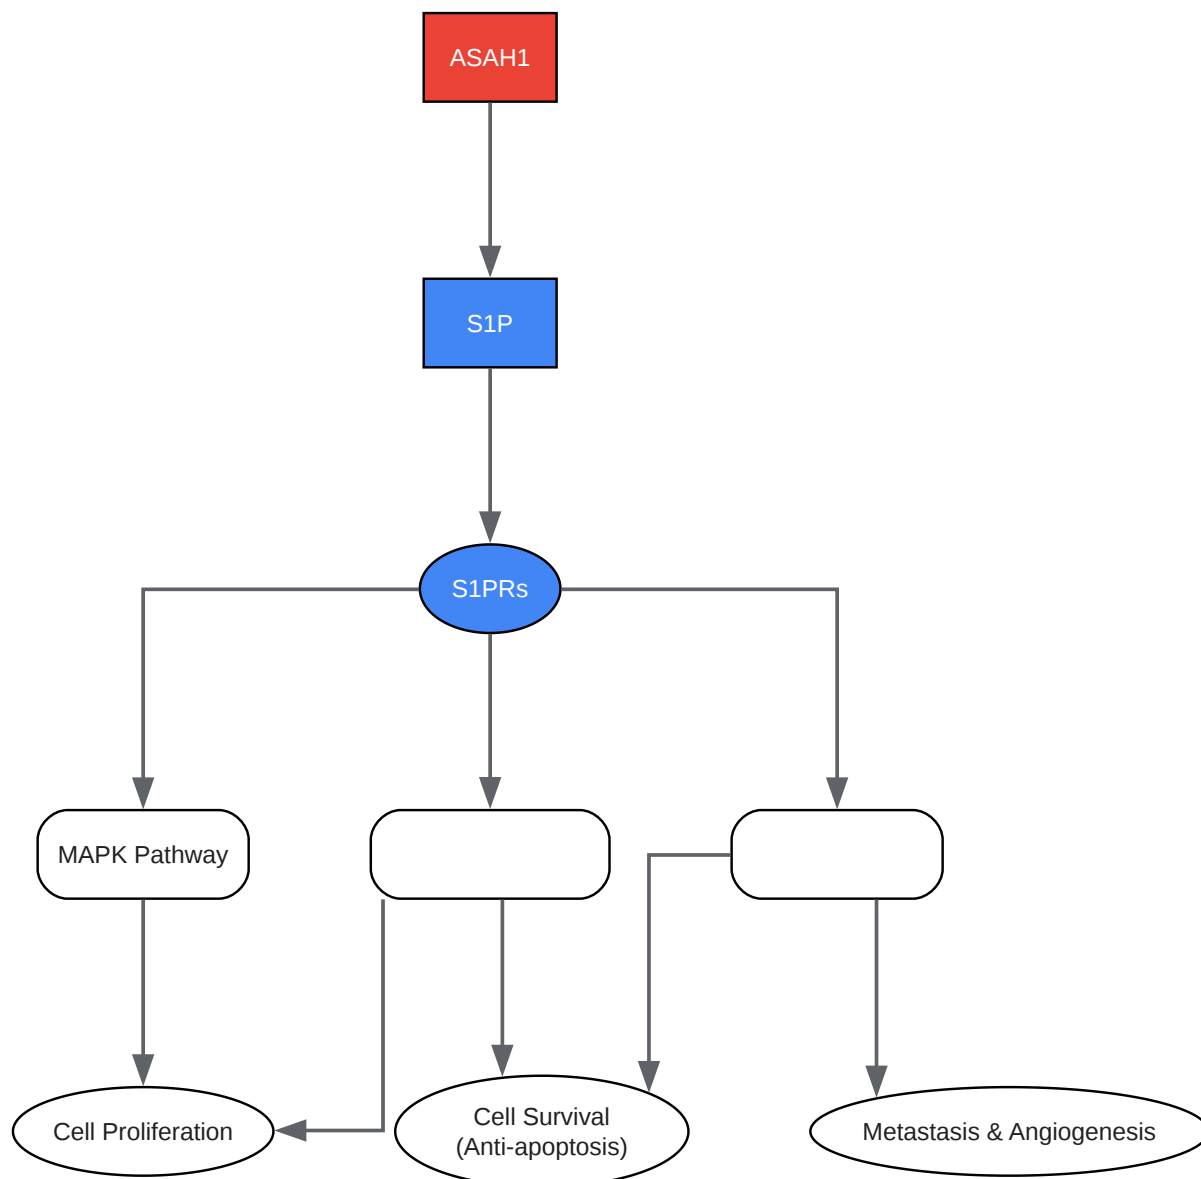 ASAH1
S1P
S1PRs
MAPK Pathway
Cell Proliferation
Cell Survival
(Anti-apoptosis)
Metastasis & Angiogenesis